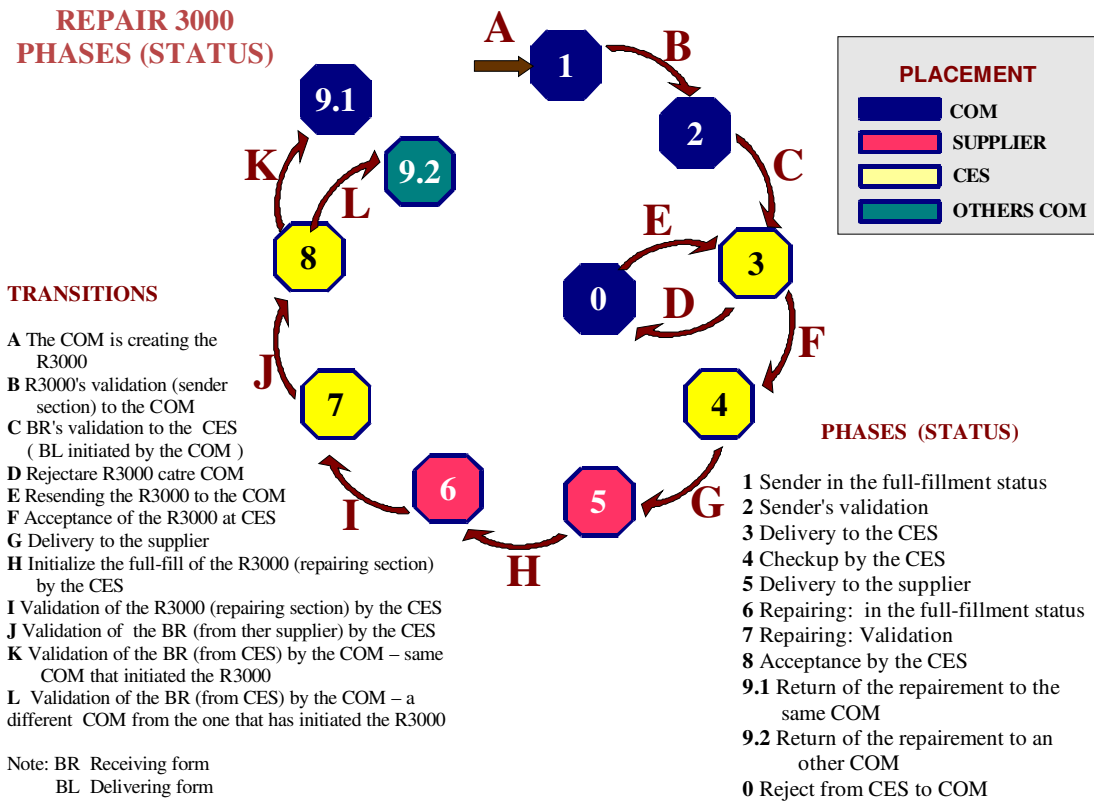 REPAIR 3000
PHASES (STATUS)
A
1
B
2
C
9.1
K
9.2
L
8
E
3
0
D
F
J
7
4
I
6
5
G
H
PLACEMENT
COM
SUPPLIER
CES
OTHERS COM
TRANSITIONS
A The COM is creating the
R3000
B R3000's validation (sender
section) to the COM
C BR's validation to the CES
( BL initiated by the COM )
D Rejectare R3000 catre COM
E Resending the R3000 to the COM
F Acceptance of the R3000 at CES
G Delivery to the supplier
H Initialize the full-fill of the R3000 (repairing section)
by the CES
I Validation of the R3000 (repairing section) by the CES
J Validation of the BR (from ther supplier) by the CES
K Validation of the BR (from CES) by the COM – same
COM that initiated the R3000
L Validation of the BR (from CES) by the COM – a
different COM from the one that has initiated the R3000
Note: BR Receiving form
BL Delivering form
PHASES (STATUS)
1 Sender in the full-fillment status
2 Sender's validation
3 Delivery to the CES
4 Checkup by the CES
5 Delivery to the supplier
6 Repairing: in the full-fillment status
7 Repairing: Validation
8 Acceptance by the CES
9.1 Return of the repairement to the
same COM
9.2 Return of the repairement to an
other COM
0 Reject from CES to COM